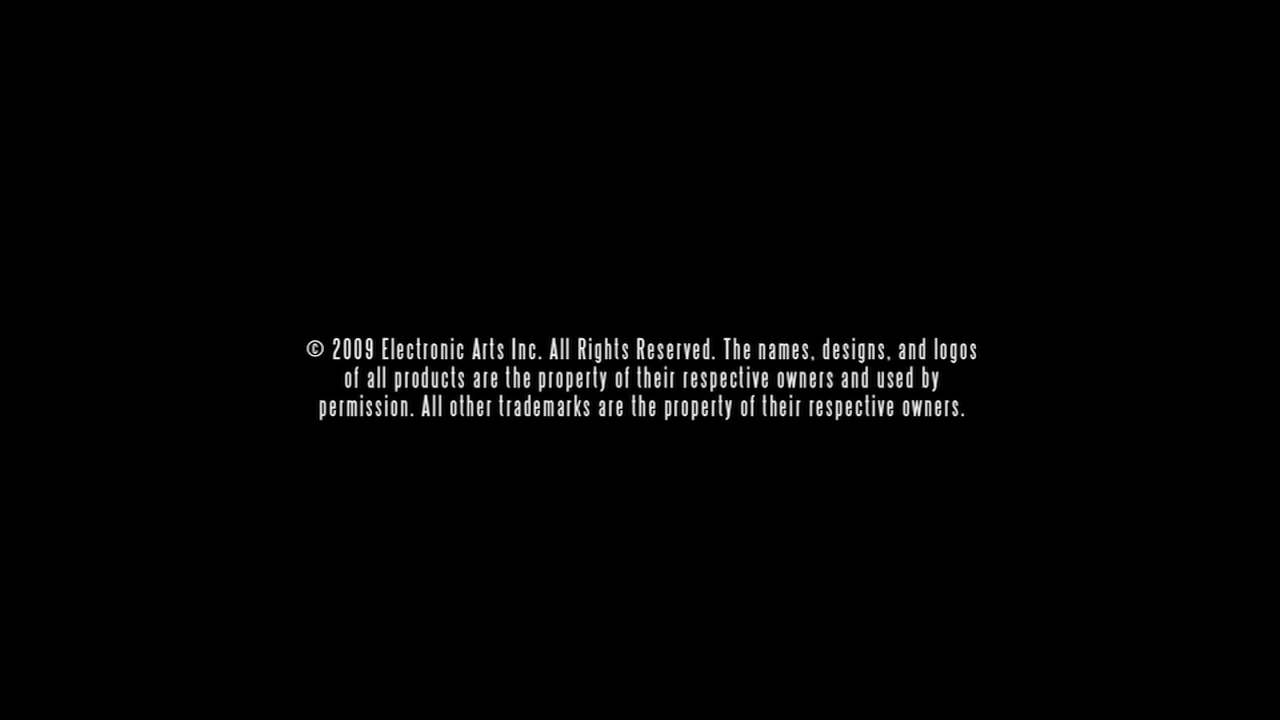 © 2009 Electronic Arts Inc. All Rights Reserved. The names, designs, and logos
of all products are the property of their respective owners and used by
permission. All other trademarks are the property of their respective owners.